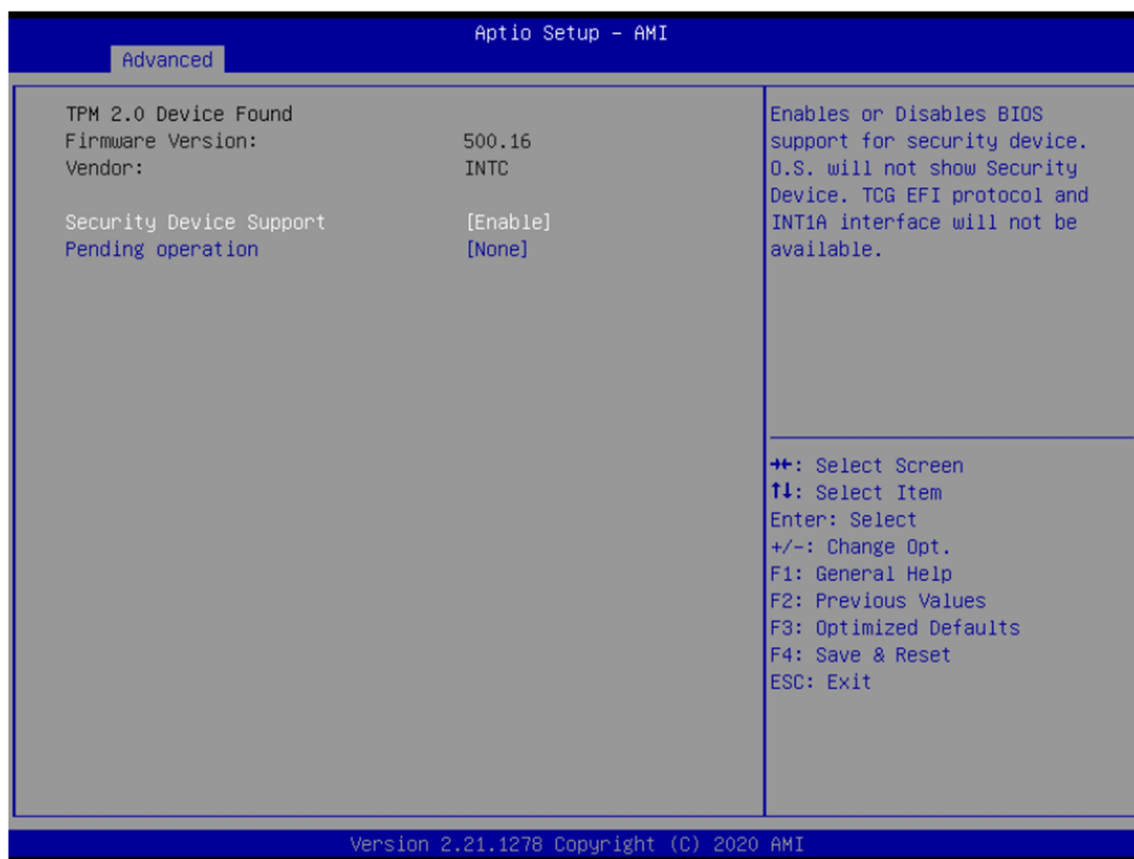 Aptio Setup – AMI
Advanced
TPM 2.0 Device Found
Firmware Version: 500.16
Vendor: INTC
Security Device Support [Enable]
Pending operation [None]
Enables or Disables BIOS
support for security device.
O.S. will not show Security
Device. TCG EFI protocol and
INT1A interface will not be
available.
→←: Select Screen
↑↓: Select Item
Enter: Select
+/-: Change Opt.
F1: General Help
F2: Previous Values
F3: Optimized Defaults
F4: Save & Reset
ESC: Exit
Version 2.21.1278 Copyright (C) 2020 AMI